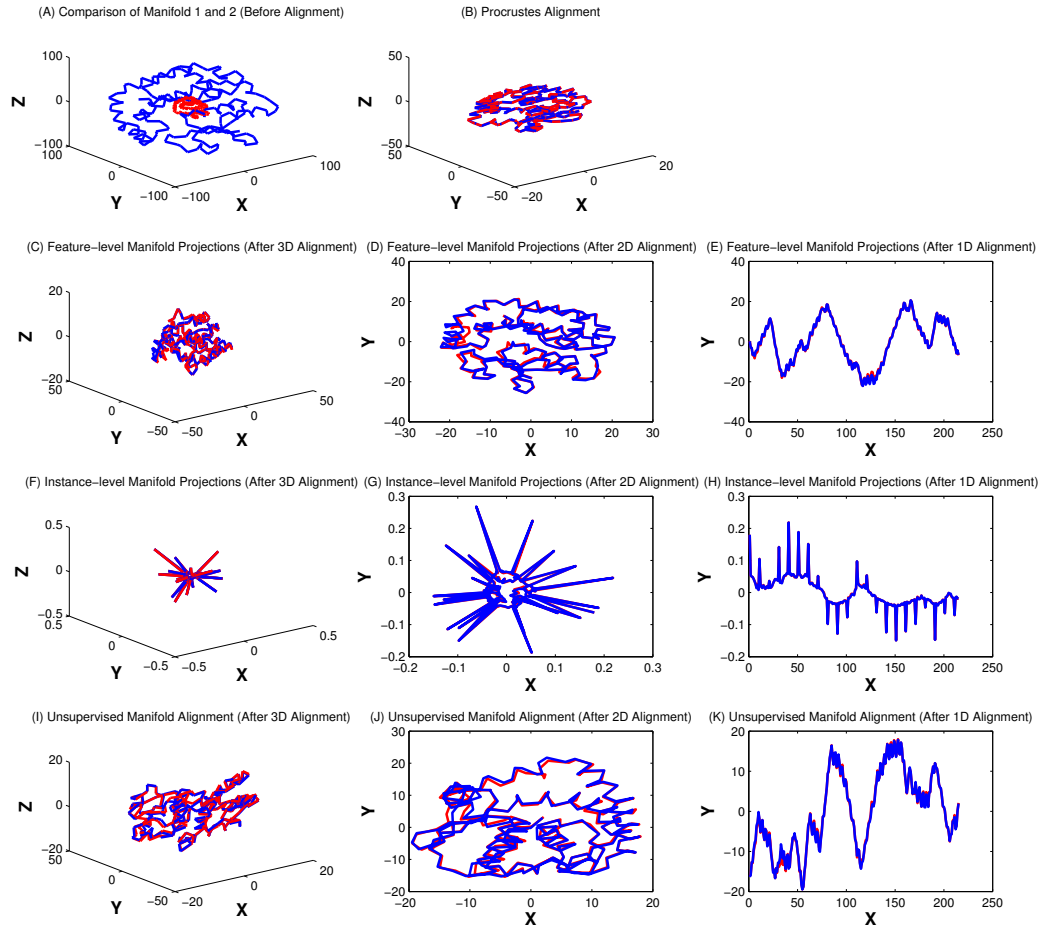 (A) Comparison of Manifold 1 and 2 (Before Alignment)
100
0
−100
Z
100
0
−100
Y
−100
0
100
X
(B) Procrustes Alignment
50
0
−50
Z
50
0
−50
Y
−20
0
20
X
(C) Feature−level Manifold Projections (After 3D Alignment)
20
0
−20
Z
50
0
−50
Y
−50
0
50
X
(D) Feature−level Manifold Projections (After 2D Alignment)
40
20
0
−20
−40
Y
−30 −20 −10 0 10 20 30
X
(E) Feature−level Manifold Projections (After 1D Alignment)
40
20
0
−20
−40
Y
0 50 100 150 200 250
X
(F) Instance−level Manifold Projections (After 3D Alignment)
0.5
0
−0.5
Z
0.5
0
−0.5
Y
−0.5
0
0.5
X
(G) Instance−level Manifold Projections (After 2D Alignment)
0.3
0.2
0.1
0
−0.1
−0.2
Y
−0.2 −0.1 0 0.1 0.2 0.3
X
(H) Instance−level Manifold Projections (After 1D Alignment)
0.3
0.2
0.1
0
−0.1
−0.2
Y
0 50 100 150 200 250
X
(I) Unsupervised Manifold Alignment (After 3D Alignment)
20
0
−20
Z
50
0
−50
Y
−20
0
20
X
(J) Unsupervised Manifold Alignment (After 2D Alignment)
30
20
10
0
−10
−20
Y
−20 −10 0 10 20
X
(K) Unsupervised Manifold Alignment (After 1D Alignment)
20
10
0
−10
−20
Y
0 50 100 150 200 250
X